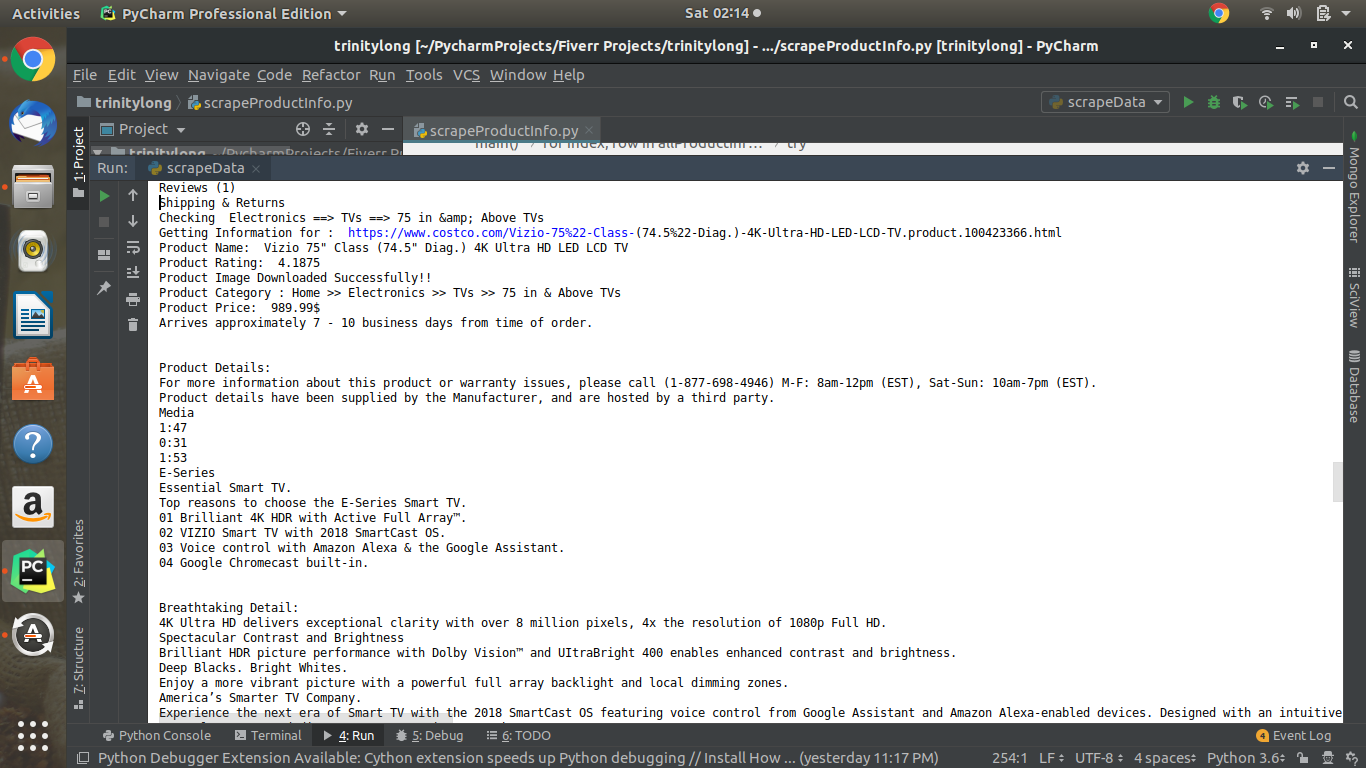 Activities
PyCharm Professional Edition
Sat 02:14
trinitylong [~/PycharmProjects/Fiverr Projects/trinitylong] - .../scrapeProductInfo.py [trinitylong] - PyCharm
File Edit View Navigate Code Refactor Run Tools VCS Window Help
trinitylong scrapeProductInfo.py
scrapeData
Project
scrapeProductInfo.py
1: Project
trinitylong ~/PycharmProjects/Fiverr Pr
main() for index, row in allProductInf... try
Run: scrapeData
Reviews (1)
Shipping & Returns
Checking  Electronics ==> TVs ==> 75 in &amp; Above TVs
Getting Information for :  https://www.costco.com/Vizio-75%22-Class-(74.5%22-Diag.)-4K-Ultra-HD-LED-LCD-TV.product.100423366.html
Product Name:  Vizio 75" Class (74.5" Diag.) 4K Ultra HD LED LCD TV
Product Rating:  4.1875
Product Image Downloaded Successfully!!
Product Category : Home >> Electronics >> TVs >> 75 in & Above TVs
Product Price:  989.99$
Arrives approximately 7 - 10 business days from time of order.
Product Details:
For more information about this product or warranty issues, please call (1-877-698-4946) M-F: 8am-12pm (EST), Sat-Sun: 10am-7pm (EST).
Product details have been supplied by the Manufacturer, and are hosted by a third party.
Media
1:47
0:31
1:53
E-Series
Essential Smart TV.
Top reasons to choose the E-Series Smart TV.
01 Brilliant 4K HDR with Active Full Array™.
02 VIZIO Smart TV with 2018 SmartCast OS.
03 Voice control with Amazon Alexa & the Google Assistant.
04 Google Chromecast built-in.
Breathtaking Detail:
4K Ultra HD delivers exceptional clarity with over 8 million pixels, 4x the resolution of 1080p Full HD.
Spectacular Contrast and Brightness
Brilliant HDR picture performance with Dolby Vision™ and UItraBright 400 enables enhanced contrast and brightness.
Deep Blacks. Bright Whites.
Enjoy a more vibrant picture with a powerful full array backlight and local dimming zones.
America’s Smarter TV Company.
Experience the next era of Smart TV with the 2018 SmartCast OS featuring voice control from Google Assistant and Amazon Alexa-enabled devices. Designed with an intuitive
Mongo Explorer
SciView
Database
2: Favorites
7: Structure
PC
Python Console
Terminal
4: Run
5: Debug
6: TODO
4 Event Log
Python Debugger Extension Available: Cython extension speeds up Python debugging // Install How ... (yesterday 11:17 PM)
254:1 LF UTF-8 4 spaces Python 3.6